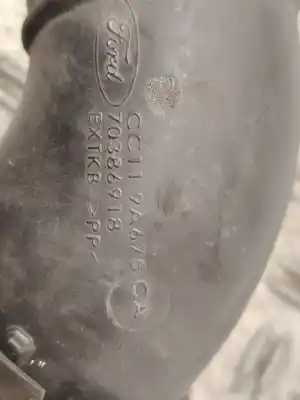 Ford
CC11 9A675 CA
70386918
EXTKB >PP<